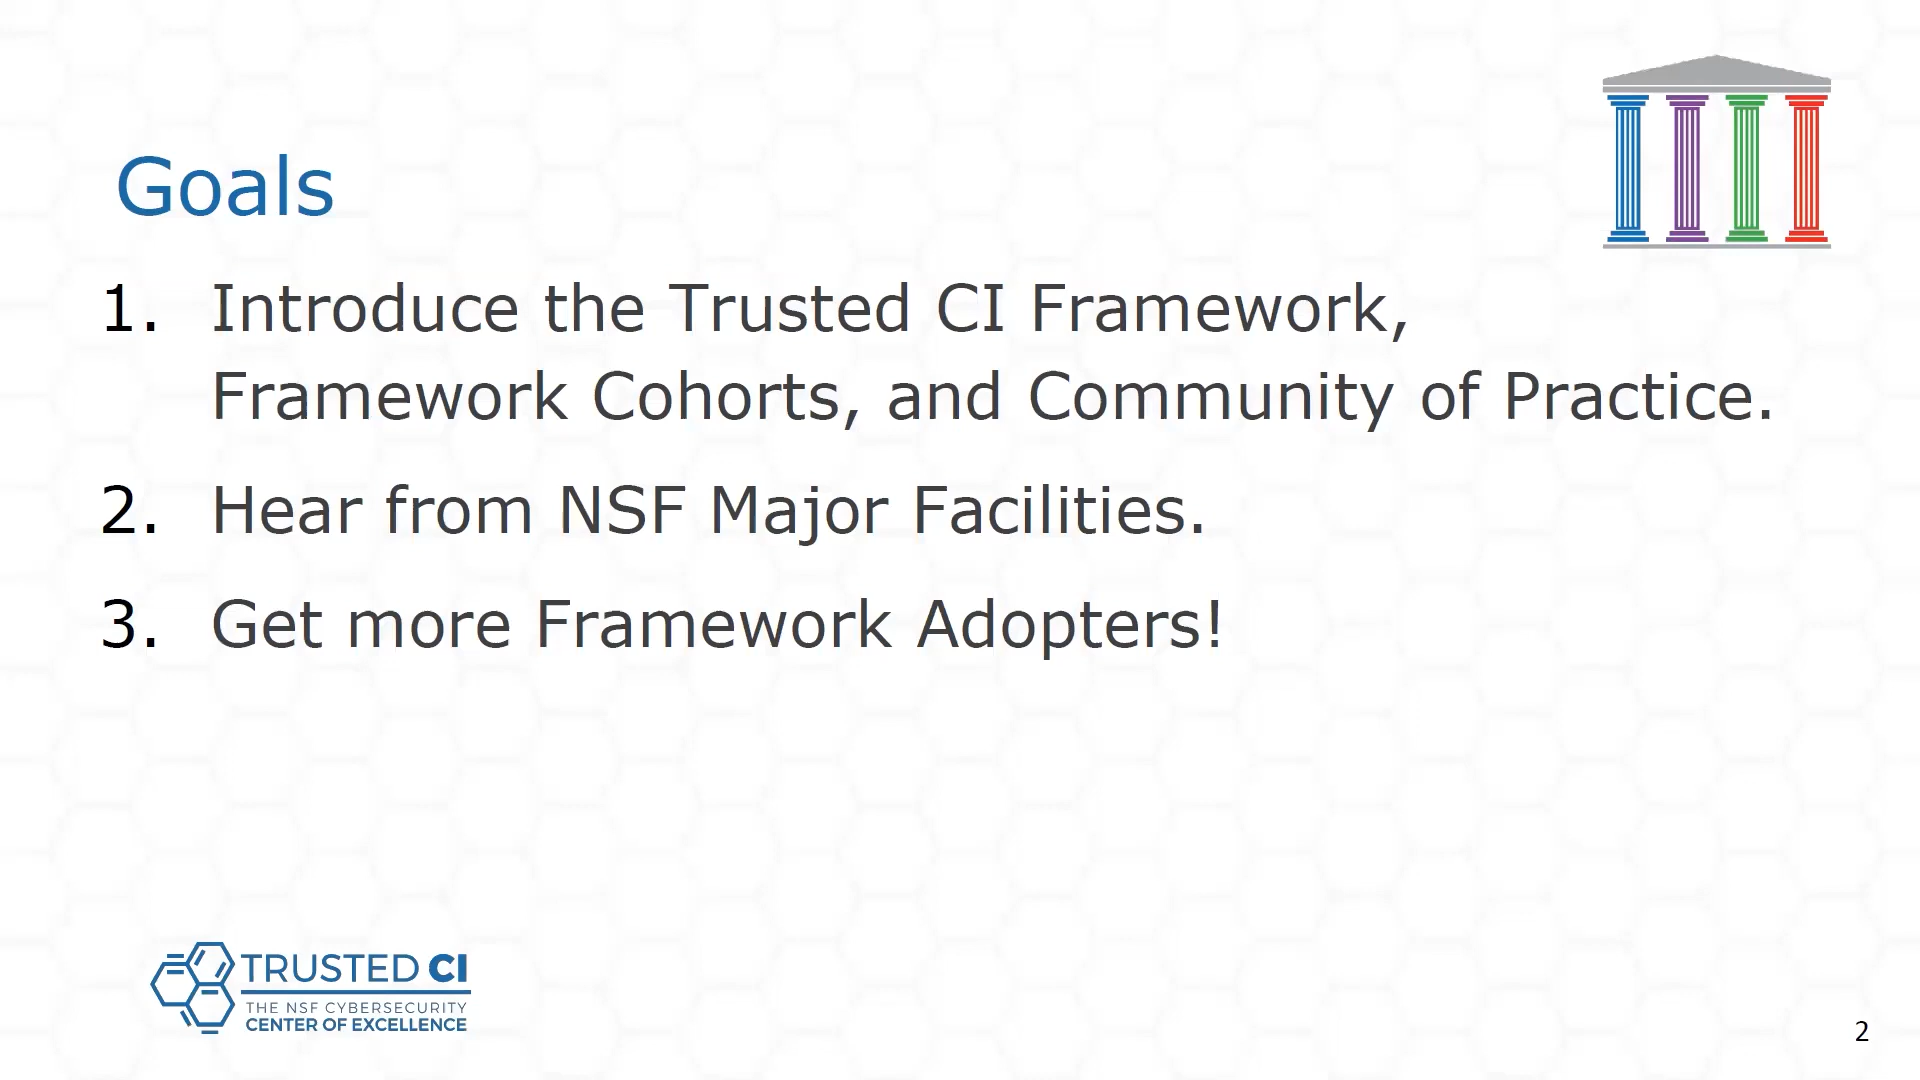 Goals
1. Introduce the Trusted CI Framework,
Framework Cohorts, and Community of Practice.
2. Hear from NSF Major Facilities.
3. Get more Framework Adopters!
TRUSTED CI
THE NSF CYBERSECURITY
CENTER OF EXCELLENCE
2